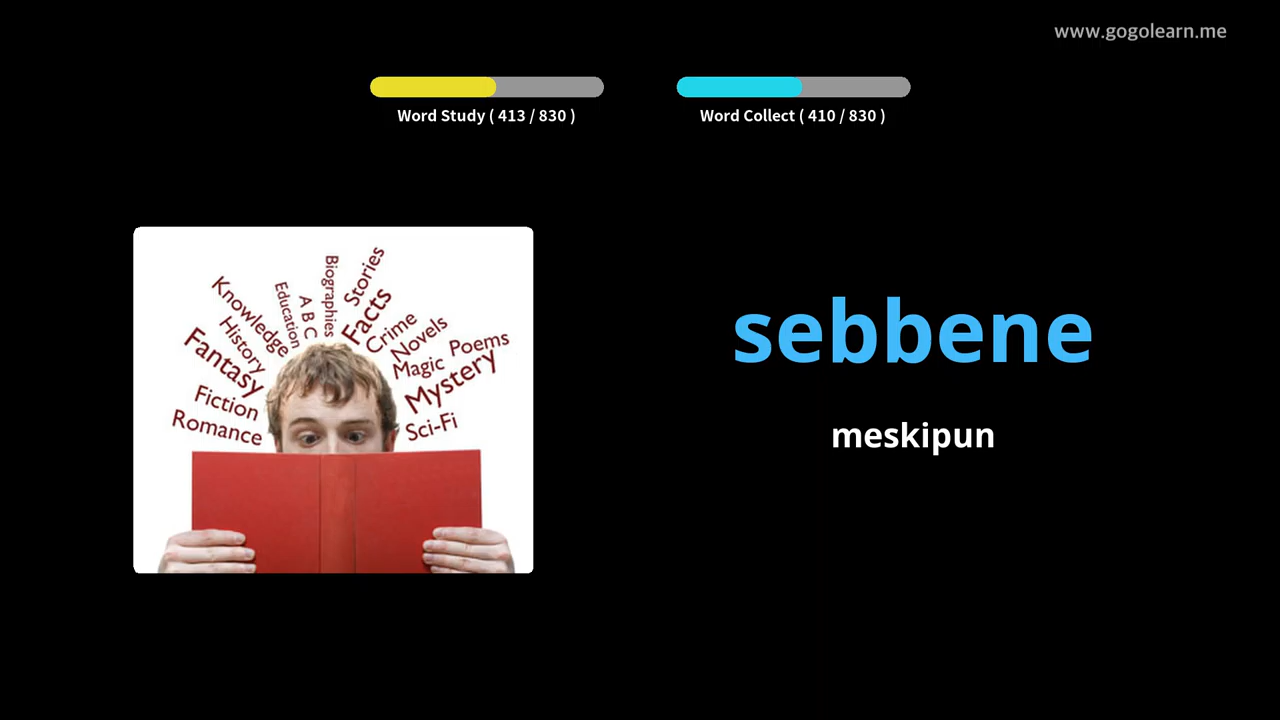 www.gogolearn.me
Word Study ( 413 / 830 )
Word Collect ( 410 / 830 )
Biographies
Stories
Education
A B C
Facts
Knowledge
Crime
History
Novels
Fantasy
Magic
Poems
Mystery
Fiction
Romance
Sci-Fi
sebbene
meskipun